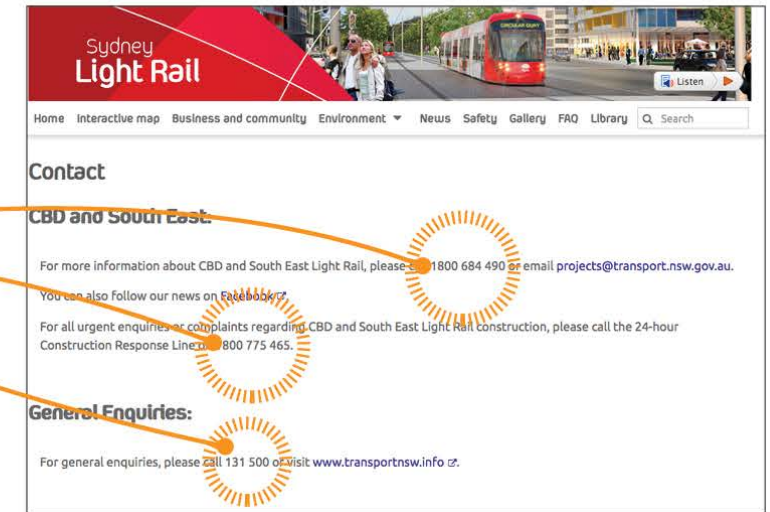 Sydney
Light Rail
Listen
Home Interactive map Business and community Environment News Safety Gallery FAQ Library Search
Contact
CBD and South East:
For more information about CBD and South East Light Rail, please 1800 684 490 or email projects@transport.nsw.gov.au.
You can also follow our news on Facebook.
For all urgent enquiries or complaints regarding CBD and South East Light Rail construction, please call the 24-hour
Construction Response Line 800 775 465.
General Enquiries:
For general enquiries, please call 131 500 or visit www.transportnsw.info.